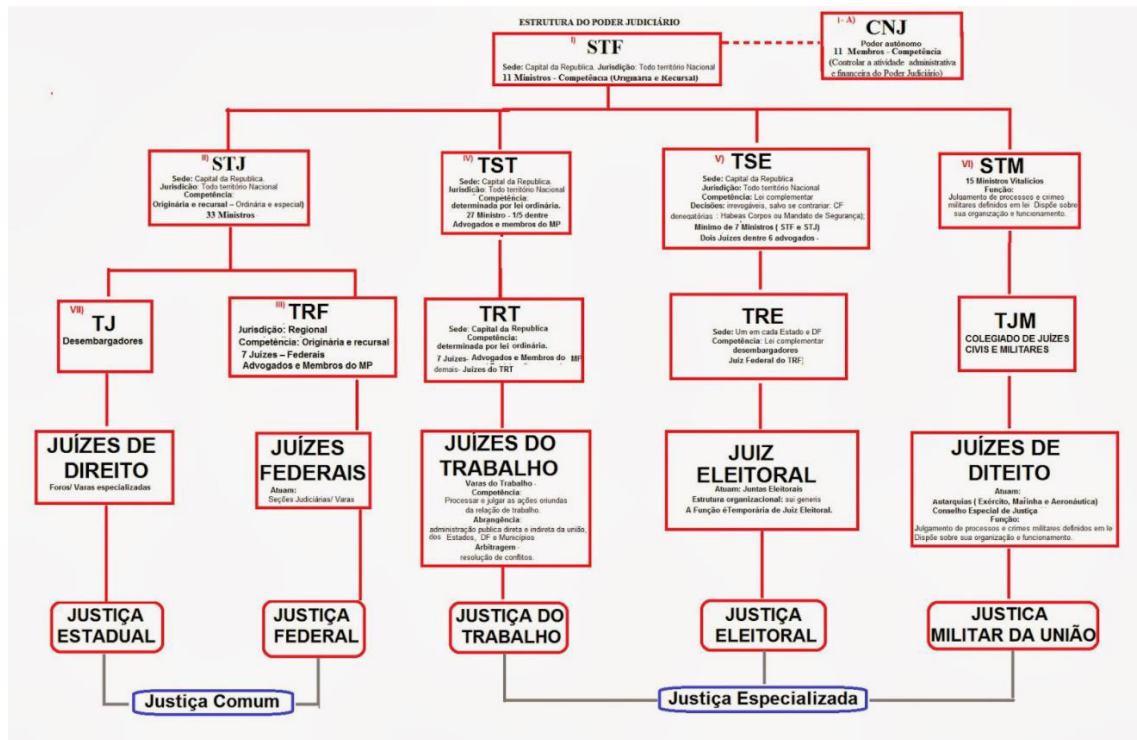 ESTRUTURA DO PODER JUDICIÁRIO
I)
STF
Sede: Capital da Republica. Jurisdição: Todo território Nacional
11 Ministros - Competência (Originária e Recursal)
I - A)
CNJ
Poder autônomo
11 Membros - Competência
(Controlar a atividade administrativa
e financeira do Poder Judiciário)
II)
STJ
Sede: Capital da Republica.
Jurisdição: Todo território Nacional
Competência:
Originária e recursal – Ordinária e especial)
33 Ministros
IV)
TST
Sede: Capital da Republica.
Jurisdição: Todo território Nacional
Competência:
determinada por lei ordinária.
27 Ministro - 1/5 dentre
Advogados e membros do MP
V)
TSE
Sede: Capital da Republica
Jurisdição: Todo território Nacional
Competência: Lei complementar
Decisões: irrevogáveis, salvo se contrariar: CF
denegatórias : Habeas Corpos ou Mandato de Segurança);
Mínimo de 7 Ministros ( STF e STJ)
Dois Juízes dentre 6 advogados -
VI)
STM
15 Ministros Vitalícios
Função:
Julgamento de processos e crimes
militares definidos em lei Dispõe sobre
sua organização e funcionamento.
VII)
TJ
Desembargadores
III)
TRF
Jurisdição: Regional
Competência: Originária e recursal
7 Juízes – Federais
Advogados e Membros do MP
TRT
Sede: Capital da Republica
Competência:
determinada por lei ordinária.
7 Juízes- Advogados e Membros do MP
demais- Juízes do TRT
TRE
Sede: Um em cada Estado e DF
Competência: Lei complementar
desembargadores
Juiz Federal do TRF)
TJM
COLEGIADO DE JUÍZES
CIVIS E MILITARES
JUÍZES DE
DIREITO
Foros/ Varas especializadas
JUÍZES
FEDERAIS
Atuam:
Seções Judiciárias/ Varas
JUÍZES DO
TRABALHO
Varas do Trabalho -
Competência:
Processar e julgar as ações oriundas
da relação de trabalho.
Abrangência:
administração publica direta e indireta da união,
dos Estados, DF e Municípios
Arbitragem -
resolução de conflitos.
JUIZ
ELEITORAL
Atuam: Juntas Eleitorais
Estrutura organizacional: sui generis
A Função éTemporária de Juiz Eleitoral.
JUÍZES DE
DITEITO
Atuam:
Autarquias ( Exército, Marinha e Aeronáutica)
Conselho Especial de Justiça
Função:
Julgamento de processos e crimes militares definidos em le
Dispõe sobre sua organização e funcionamento.
JUSTIÇA
ESTADUAL
JUSTIÇA
FEDERAL
JUSTIÇA DO
TRABALHO
JUSTIÇA
ELEITORAL
JUSTICA
MILITAR DA UNIÃO
Justiça Comum
Justiça Especializada